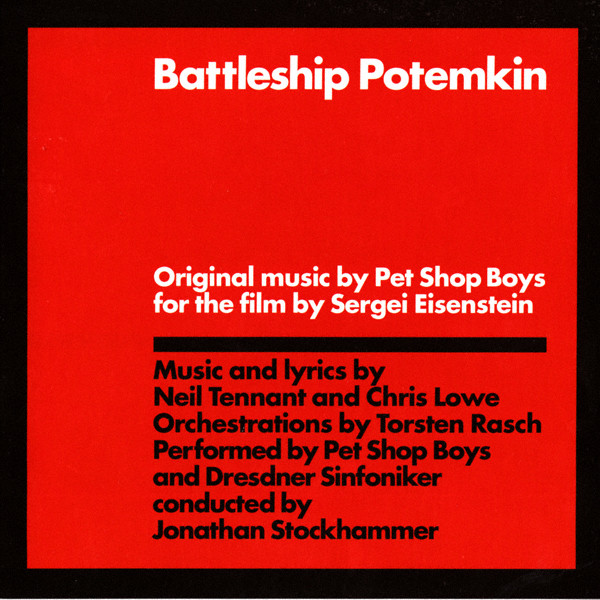 Battleship Potemkin
Original music by Pet Shop Boys
for the film by Sergei Eisenstein
Music and lyrics by
Neil Tennant and Chris Lowe
Orchestrations by Torsten Rasch
Performed by Pet Shop Boys
and Dresdner Sinfoniker
conducted by
Jonathan Stockhammer